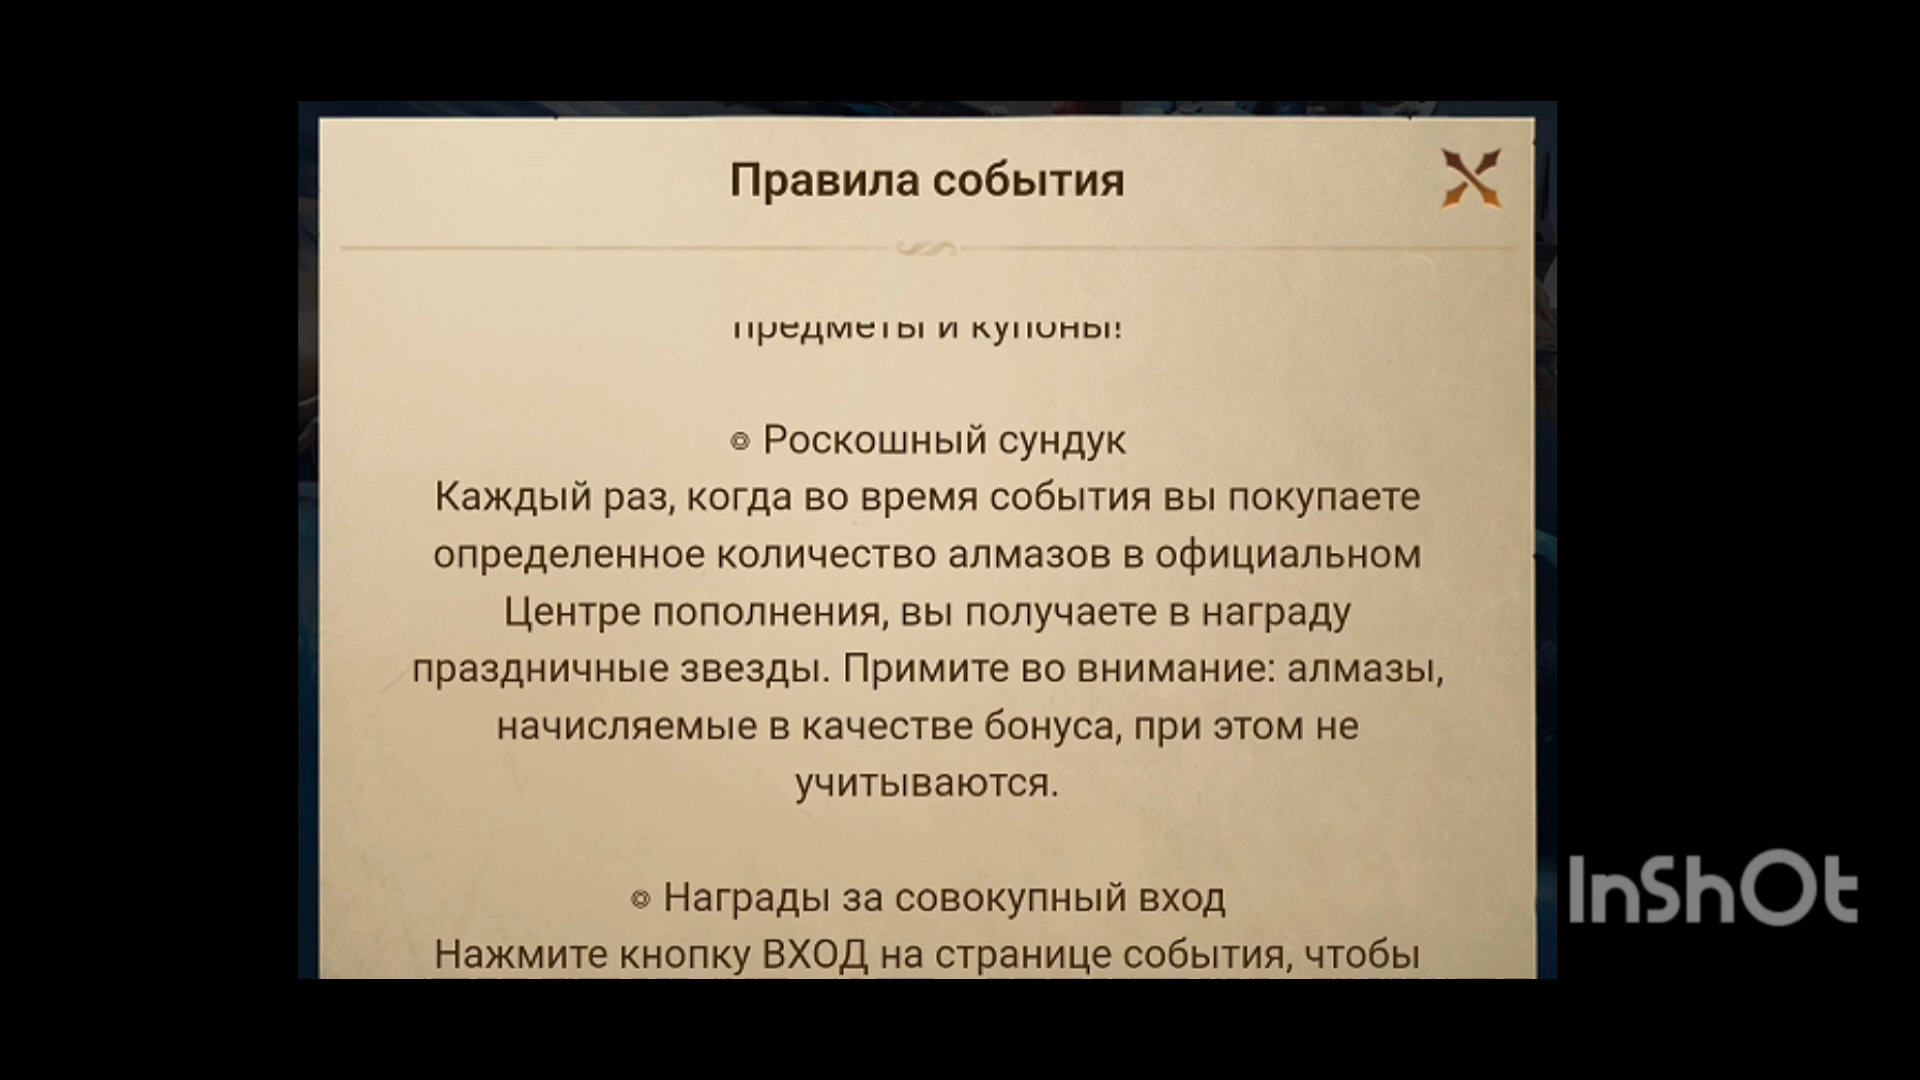 Правила события
предметы и купоны!
Роскошный сундук
Каждый раз, когда во время события вы покупаете
определенное количество алмазов в официальном
Центре пополнения, вы получаете в награду
праздничные звезды. Примите во внимание: алмазы,
начисляемые в качестве бонуса, при этом не
учитываются.
Награды за совокупный вход
Нажмите кнопку ВХОД на странице события, чтобы
InShOt